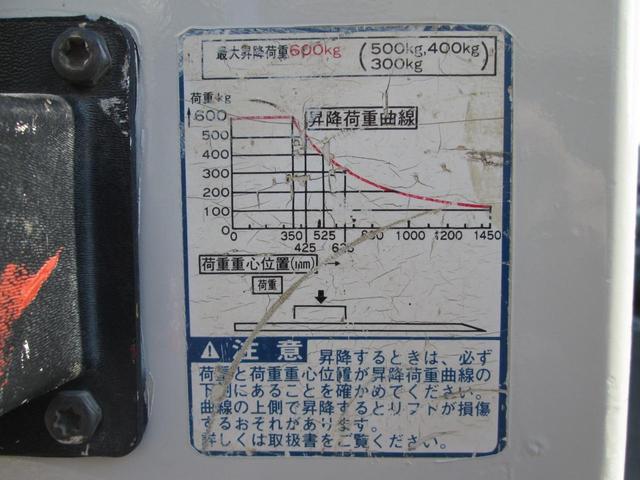 最大昇降荷重600kg (500kg,400kg
300kg)
荷重kg
昇降荷重曲線
600
500
400
300
200
100
0
0 350 525 800 1000 1200 1450
425 635
荷重重心位置(mm)→
荷重
注意
昇降するときは、必ず
荷重と荷重重心位置が昇降荷重曲線の
下側にあることを確かめてください。
曲線の上側で昇降するとリフトが損傷
するおそれがあります。
詳しくは取扱書をご覧ください。